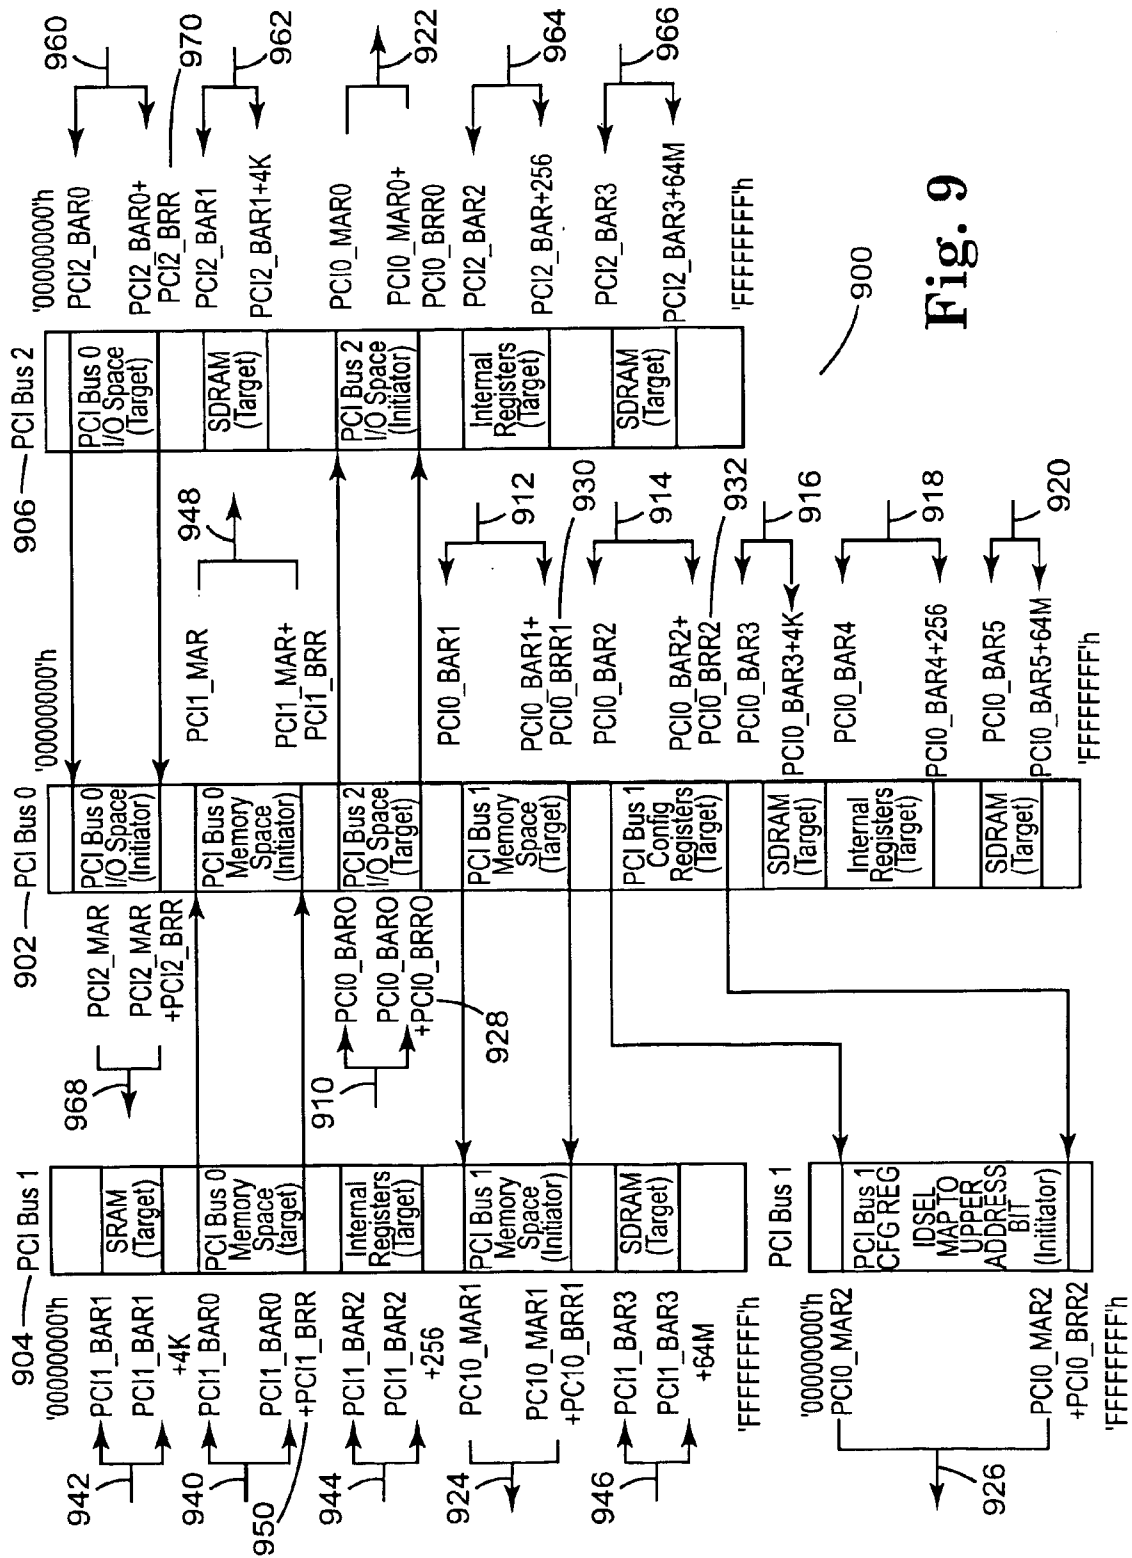 904
PCI Bus 1
'00000000'h
942
PCI1_BAR1
PCI1_BAR1
+4K
SRAM
(Target)
940
PCI1_BAR0
PCI1_BAR0
+PCI1_BRR
950
PCI Bus 0
Memory
Space
(target)
944
PCI1_BAR2
PCI1_BAR2
+256
Internal
Registers
(Target)
924
PC10_MAR1
PC10_MAR1
+PC10_BRR1
PCI Bus 1
Memory
Space
(Initiator)
946
PCI1_BAR3
PCI1_BAR3
+64M
SDRAM
(Target)
'FFFFFFFF'h
PCI Bus 1
'00000000'h
PCI0_MAR2
926
PCI Bus 1
CFG REG
IDSEL
MAP TO
UPPER
ADDRESS
BIT
(Inititator)
PCI0_MAR2
+PCI0_BRR2
'FFFFFFFF'h
902
PCI Bus 0
'00000000'h
968
PCI2_MAR
PCI2_MAR
+PCI2_BRR
PCI Bus 0
I/O Space
(Initiator)
PCI Bus 0
Memory
Space
(Initiator)
PCI1_MAR
PCI1_MAR+
PCI1_BRR
948
910
PCI0_BARO
PCI0_BARO
+PCI0_BRRO
928
PCI Bus 2
I/O Space
(Target)
PCI Bus 1
Memory
Space
(Target)
PCI0_BAR1
PCI0_BAR1+
PCI0_BRR1
912
930
PCI Bus 1
Config
Registers
(Target)
PCI0_BAR2
PCI0_BAR2+
PCI0_BRR2
914
932
SDRAM
(Target)
PCI0_BAR3
PCI0_BAR3+4K
916
Internal
Registers
(Target)
PCI0_BAR4
PCI0_BAR4+256
918
SDRAM
(Target)
PCI0_BAR5
PCI0_BAR5+64M
920
'FFFFFFFF'h
906
PCI Bus 2
'00000000'h
PCI Bus 0
I/O Space
(Target)
PCI2_BAR0
PCI2_BAR0+
PCI2_BRR
960
970
SDRAM
(Target)
PCI2_BAR1
PCI2_BAR1+4K
962
PCI Bus 2
I/O Space
(Initiator)
PCI0_MAR0
PCI0_MAR0+
PCI0_BRR0
922
Internal
Registers
(Target)
PCI2_BAR2
PCI2_BAR+256
964
SDRAM
(Target)
PCI2_BAR3
PCI2_BAR3+64M
966
'FFFFFFFF'h
900
Fig. 9